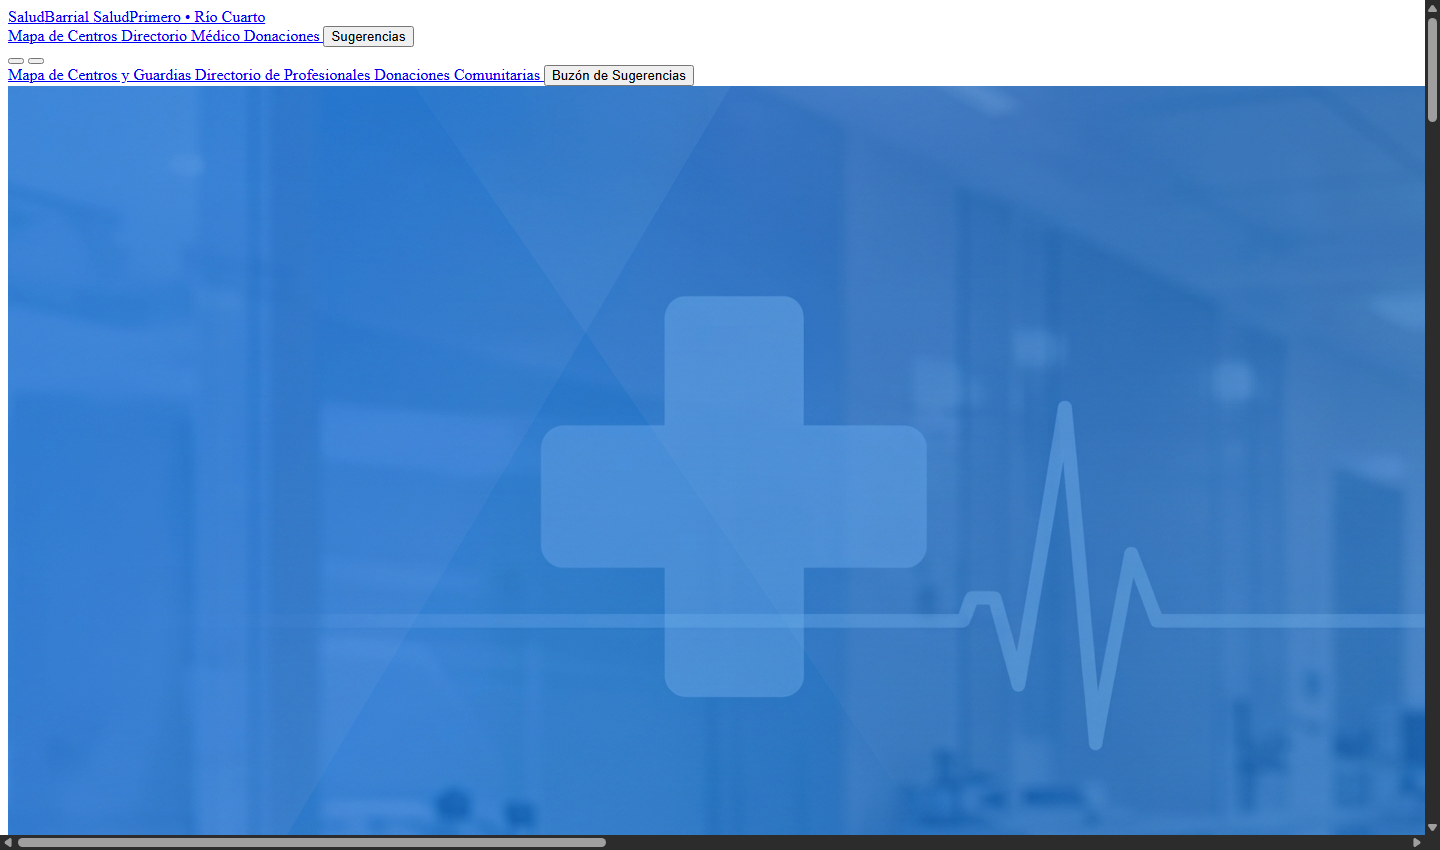 SaludBarrial SaludPrimero • Río Cuarto
Mapa de Centros Directorio Médico Donaciones Sugerencias
Mapa de Centros y Guardias Directorio de Profesionales Donaciones Comunitarias Buzón de Sugerencias